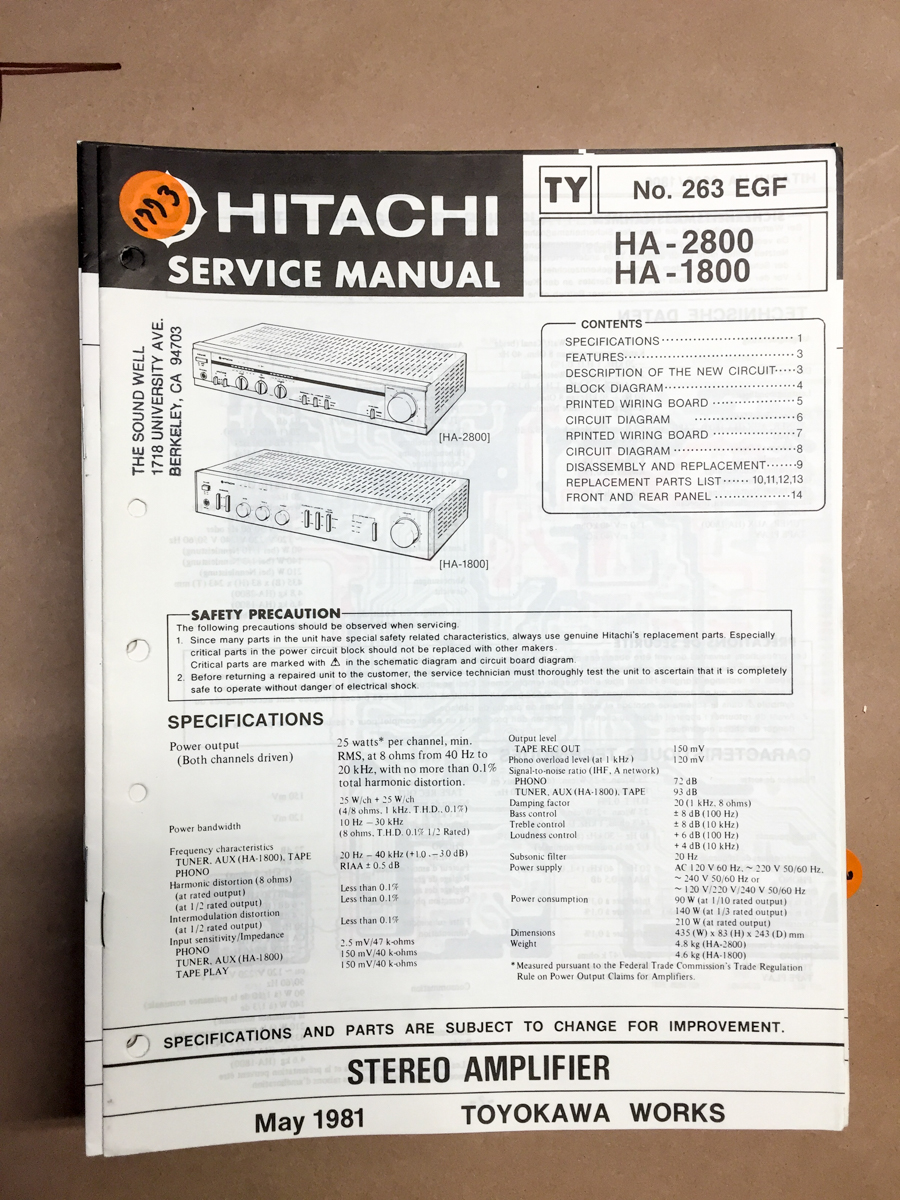 1773
HITACHI
SERVICE MANUAL
TY
No. 263 EGF
HA-2800
HA-1800
THE SOUND WELL
1718 UNIVERSITY AVE.
BERKELEY, CA 94703
[HA-2800]
[HA-1800]
CONTENTS
SPECIFICATIONS 1
FEATURES 3
DESCRIPTION OF THE NEW CIRCUIT 3
BLOCK DIAGRAM 4
PRINTED WIRING BOARD 5
CIRCUIT DIAGRAM 6
RPINTED WIRING BOARD 7
CIRCUIT DIAGRAM 8
DISASSEMBLY AND REPLACEMENT 9
REPLACEMENT PARTS LIST 10,11,12,13
FRONT AND REAR PANEL 14
SAFETY PRECAUTION
The following precautions should be observed when servicing.
1. Since many parts in the unit have special safety related characteristics, always use genuine Hitachi's replacement parts. Especially
critical parts in the power circuit block should not be replaced with other makers.
Critical parts are marked with ⚠ in the schematic diagram and circuit board diagram.
2. Before returning a repaired unit to the customer, the service technician must thoroughly test the unit to ascertain that it is completely
safe to operate without danger of electrical shock.
SPECIFICATIONS
Power output 25 watts* per channel, min.
(Both channels driven) RMS, at 8 ohms from 40 Hz to
20 kHz, with no more than 0.1%
total harmonic distortion.
25 W/ch + 25 W/ch
(4/8 ohms, 1 kHz, T.H.D., 0.1%)
Power bandwidth 10 Hz – 30 kHz
(8 ohms, T.H.D. 0.1% 1/2 Rated)
Frequency characteristics
TUNER, AUX (HA-1800), TAPE 20 Hz – 40 kHz (+1.0, –3.0 dB)
PHONO RIAA ± 0.5 dB
Harmonic distortion (8 ohms)
(at rated output) Less than 0.1%
(at 1/2 rated output) Less than 0.1%
Intermodulation distortion
(at 1/2 rated output) Less than 0.1%
Input sensitivity/Impedance
PHONO 2.5 mV/47 k-ohms
TUNER, AUX (HA-1800) 150 mV/40 k-ohms
TAPE PLAY 150 mV/40 k-ohms
Output level
TAPE REC OUT 150 mV
Phono overload level (at 1 kHz) 120 mV
Signal-to-noise ratio (IHF, A network)
PHONO 72 dB
TUNER, AUX (HA-1800), TAPE 93 dB
Damping factor 20 (1 kHz, 8 ohms)
Bass control ± 8 dB (100 Hz)
Treble control ± 8 dB (10 kHz)
Loudness control + 6 dB (100 Hz)
+ 4 dB (10 kHz)
Subsonic filter 20 Hz
Power supply AC 120 V 60 Hz, ~ 220 V 50/60 Hz,
~ 240 V 50/60 Hz or
~ 120 V/220 V/240 V 50/60 Hz
Power consumption 90 W (at 1/10 rated output)
140 W (at 1/3 rated output)
210 W (at rated output)
Dimensions 435 (W) x 83 (H) x 243 (D) mm
Weight 4.8 kg (HA-2800)
4.6 kg (HA-1800)
*Measured pursuant to the Federal Trade Commission's Trade Regulation
Rule on Power Output Claims for Amplifiers.
SPECIFICATIONS AND PARTS ARE SUBJECT TO CHANGE FOR IMPROVEMENT.
STEREO AMPLIFIER
May 1981 TOYOKAWA WORKS